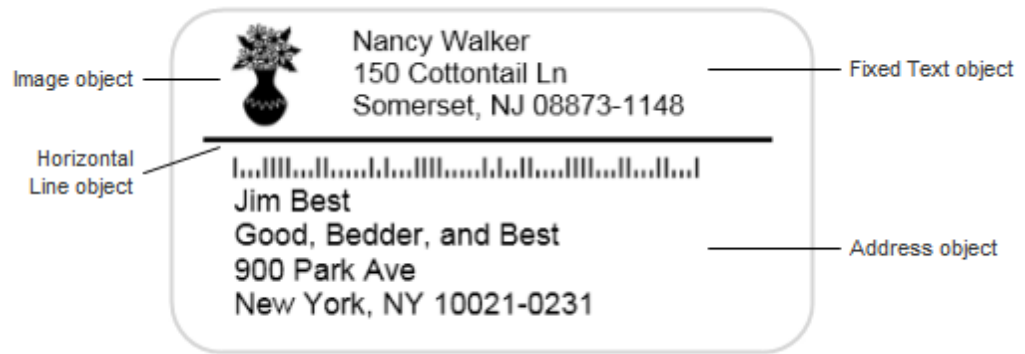 Nancy Walker
150 Cottontail Ln
Somerset, NJ 08873-1148
Image object
Fixed Text object
Horizontal
Line object
Jim Best
Good, Bedder, and Best
900 Park Ave
New York, NY 10021-0231
Address object